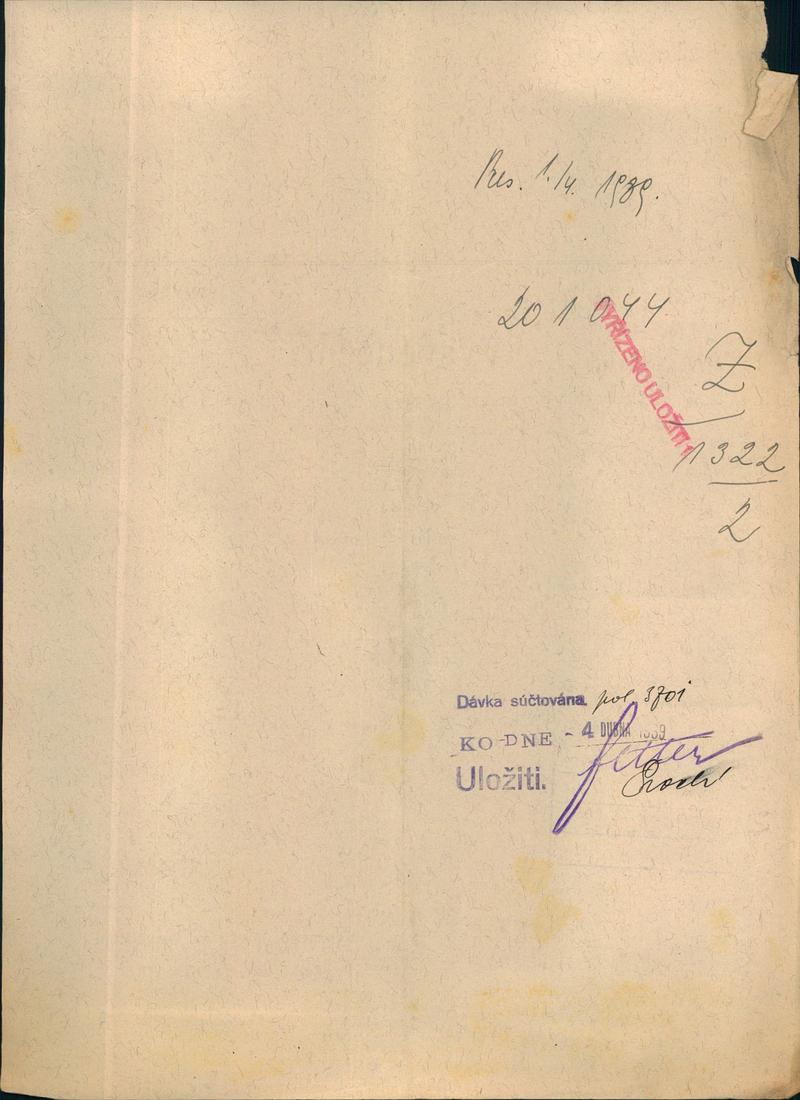 Res. 1./4. 1939.
201044
VYŘÍZENO ULOŽITI
Z
1322
2
Dávka súčtována pol. 3701
KO DNE - 4 DUBNA 1939
Uložiti.